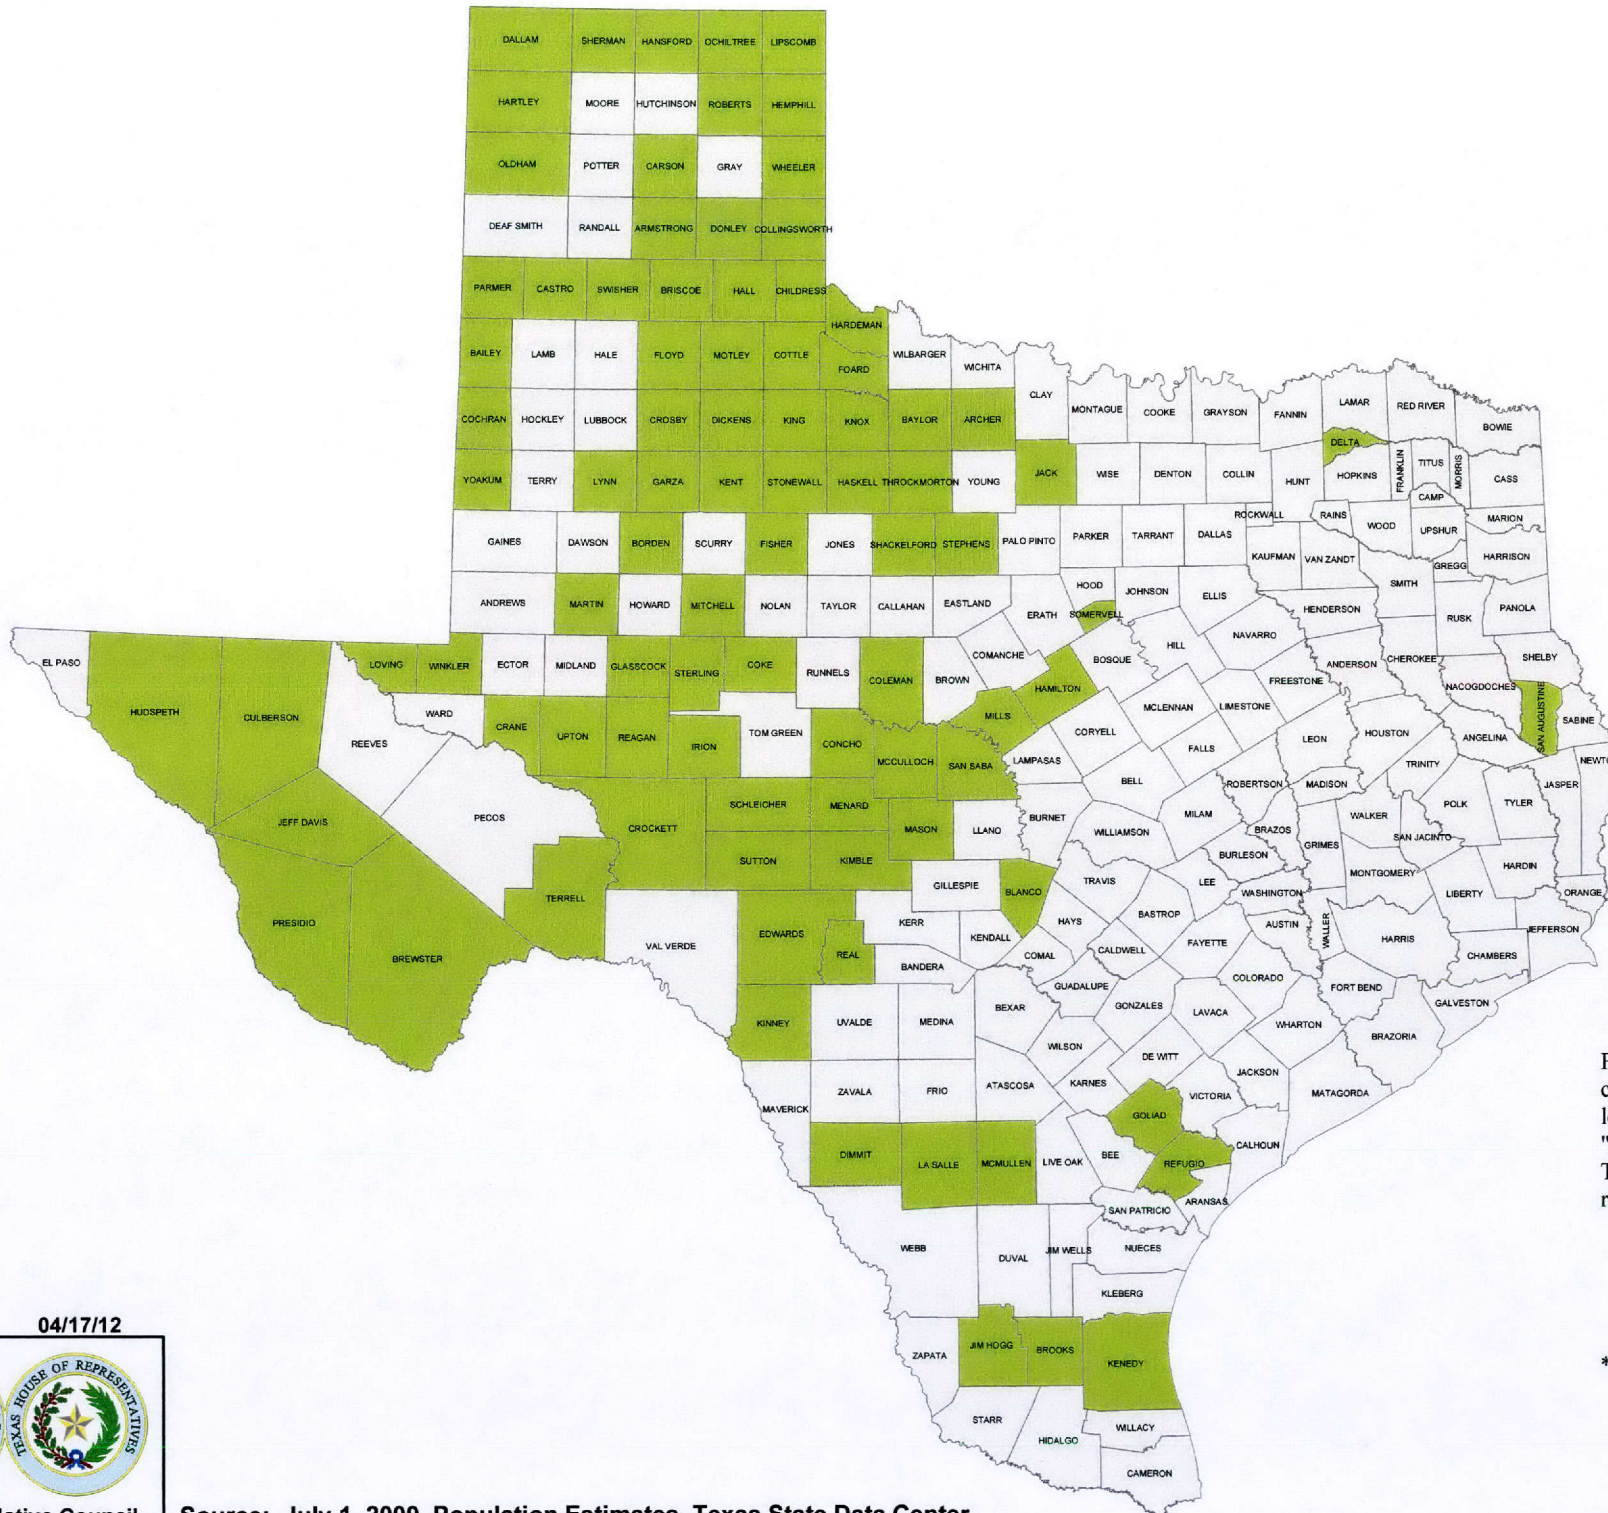 DALLAM SHERMAN HANSFORD OCHILTREE LIPSCOMB
HARTLEY MOORE HUTCHINSON ROBERTS HEMPHILL
OLDHAM POTTER CARSON GRAY WHEELER
DEAF SMITH RANDALL ARMSTRONG DONLEY COLLINGSWORTH
PARMER CASTRO SWISHER BRISCOE HALL CHILDRESS
HARDEMAN
BAILEY LAMB HALE FLOYD MOTLEY COTTLE FOARD WILBARGER WICHITA
CLAY MONTAGUE COOKE GRAYSON FANNIN LAMAR RED RIVER BOWIE
COCHRAN HOCKLEY LUBBOCK CROSBY DICKENS KING KNOX BAYLOR ARCHER
DELTA
YOAKUM TERRY LYNN GARZA KENT STONEWALL HASKELL THROCKMORTON YOUNG JACK WISE DENTON COLLIN HUNT HOPKINS FRANKLIN TITUS MORRIS CASS
CAMP
ROCKWALL RAINS WOOD UPSHUR MARION
GAINES DAWSON BORDEN SCURRY FISHER JONES SHACKELFORD STEPHENS PALO PINTO PARKER TARRANT DALLAS
KAUFMAN VAN ZANDT GREGG HARRISON
SMITH
ANDREWS MARTIN HOWARD MITCHELL NOLAN TAYLOR CALLAHAN EASTLAND ERATH HOOD JOHNSON ELLIS
SOMERVELL HENDERSON RUSK PANOLA
EL PASO LOVING WINKLER ECTOR MIDLAND GLASSCOCK STERLING COKE RUNNELS COLEMAN BROWN COMANCHE BOSQUE HILL NAVARRO
ANDERSON CHEROKEE SHELBY
HAMILTON FREESTONE NACOGDOCHES
HUDSPETH CULBERSON REEVES WARD CRANE UPTON REAGAN IRION TOM GREEN CONCHO MILLS MCLENNAN LIMESTONE SAN AUGUSTINE SABINE
CORYELL FALLS LEON HOUSTON ANGELINA
MCCULLOCH SAN SABA LAMPASAS BELL ROBERTSON MADISON TRINITY JASPER
JEFF DAVIS PECOS CROCKETT SCHLEICHER MENARD MASON LLANO BURNET WILLIAMSON MILAM BRAZOS WALKER POLK TYLER
SAN JACINTO
BURLESON GRIMES
SUTTON KIMBLE GILLESPIE BLANCO TRAVIS LEE WASHINGTON MONTGOMERY LIBERTY HARDIN ORANGE
PRESIDIO BREWSTER TERRELL VAL VERDE EDWARDS REAL KERR KENDALL HAYS BASTROP FAYETTE AUSTIN WALLER HARRIS JEFFERSON
BANDERA COMAL CALDWELL CHAMBERS
GUADALUPE COLORADO FORT BEND GALVESTON
KINNEY UVALDE MEDINA BEXAR GONZALES LAVACA WHARTON BRAZORIA
WILSON DE WITT
ZAVALA FRIO ATASCOSA KARNES JACKSON MATAGORDA
MAVERICK GOLIAD VICTORIA
DIMMIT LA SALLE MCMULLEN LIVE OAK BEE REFUGIO CALHOUN
SAN PATRICIO ARANSAS
WEBB DUVAL JIM WELLS NUECES
KLEBERG
ZAPATA JIM HOGG BROOKS KENEDY
STARR HIDALGO WILLACY
CAMERON
04/17/12
TEXAS HOUSE OF REPRESENTATIVES
*
Source: July 1, 2009, Population Estimates, Texas State Data Center